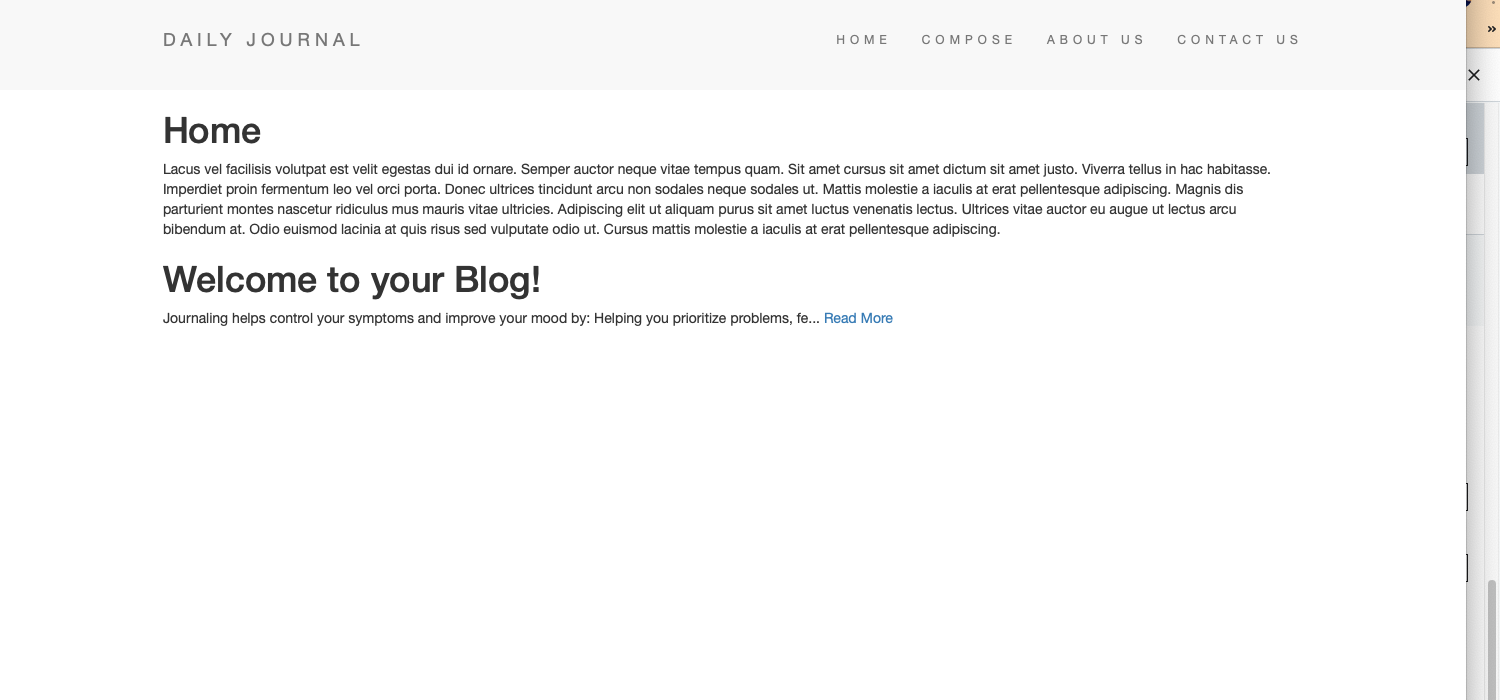 DAILY JOURNAL
HOME COMPOSE ABOUT US CONTACT US
Home
Lacus vel facilisis volutpat est velit egestas dui id ornare. Semper auctor neque vitae tempus quam. Sit amet cursus sit amet dictum sit amet justo. Viverra tellus in hac habitasse.
Imperdiet proin fermentum leo vel orci porta. Donec ultrices tincidunt arcu non sodales neque sodales ut. Mattis molestie a iaculis at erat pellentesque adipiscing. Magnis dis
parturient montes nascetur ridiculus mus mauris vitae ultricies. Adipiscing elit ut aliquam purus sit amet luctus venenatis lectus. Ultrices vitae auctor eu augue ut lectus arcu
bibendum at. Odio euismod lacinia at quis risus sed vulputate odio ut. Cursus mattis molestie a iaculis at erat pellentesque adipiscing.
Welcome to your Blog!
Journaling helps control your symptoms and improve your mood by: Helping you prioritize problems, fe... Read More